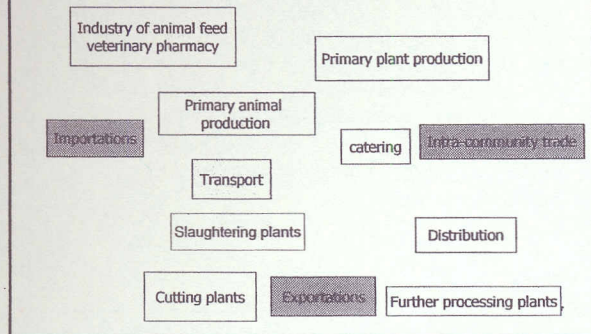 Industry of animal feed
veterinary pharmacy
Primary plant production
Primary animal
production
Importations
catering
Intra-community trade
Transport
Slaughtering plants
Distribution
Cutting plants
Exportations
Further processing plants,